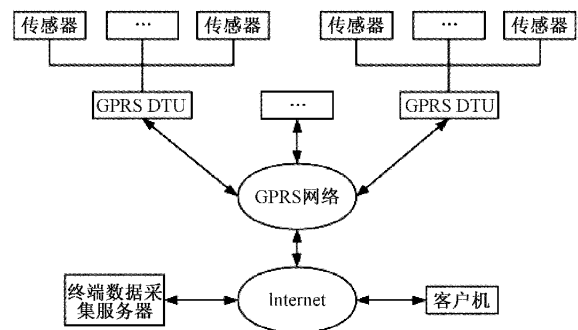 传感器 … 传感器 传感器 … 传感器
GPRS DTU … GPRS DTU
GPRS网络
终端数据采
集服务器
Internet
客户机